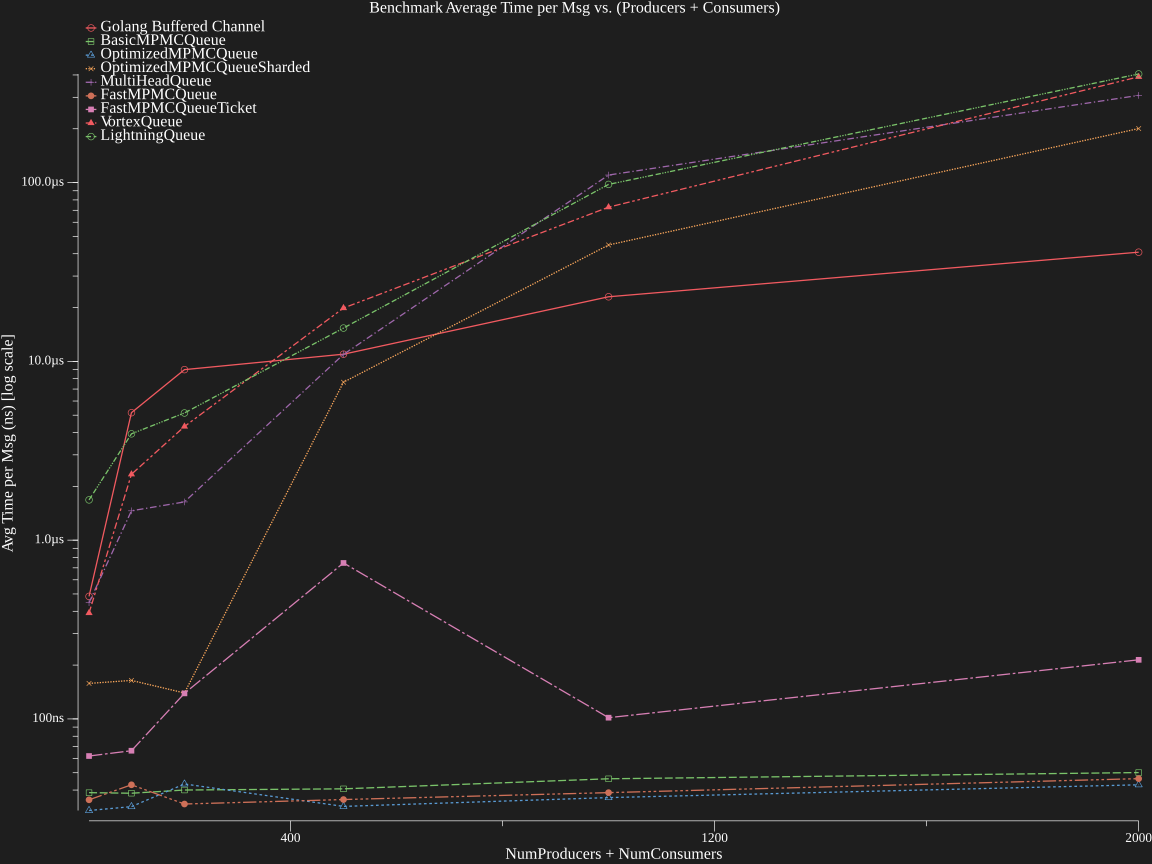 Benchmark Average Time per Msg vs. (Producers + Consumers)
Golang Buffered Channel
BasicMPMCQueue
OptimizedMPMCQueue
OptimizedMPMCQueueSharded
MultiHeadQueue
FastMPMCQueue
FastMPMCQueueTicket
VortexQueue
LightningQueue
100.0µs
10.0µs
1.0µs
100ns
Avg Time per Msg (ns) [log scale]
400
1200
2000
NumProducers + NumConsumers